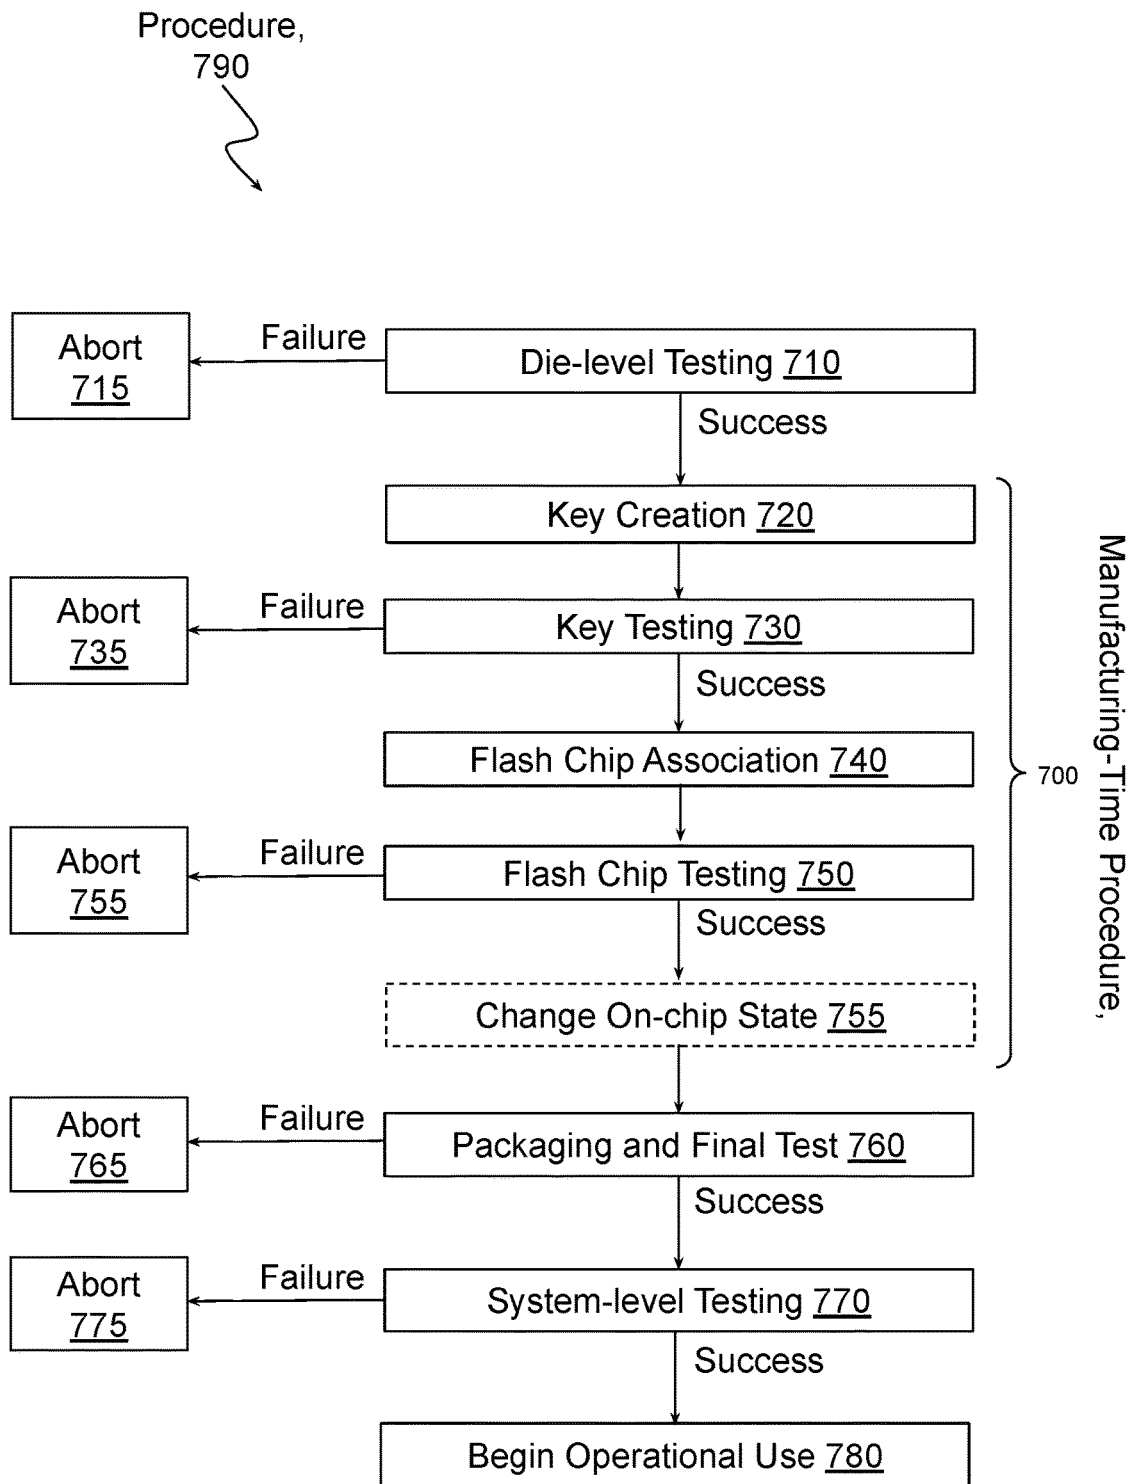 Procedure,
790
Abort
715
Failure
Die-level Testing 710
Success
Key Creation 720
Abort
735
Failure
Key Testing 730
Success
Flash Chip Association 740
Abort
755
Failure
Flash Chip Testing 750
Success
Change On-chip State 755
Manufacturing-Time Procedure,
700
Abort
765
Failure
Packaging and Final Test 760
Success
Abort
775
Failure
System-level Testing 770
Success
Begin Operational Use 780